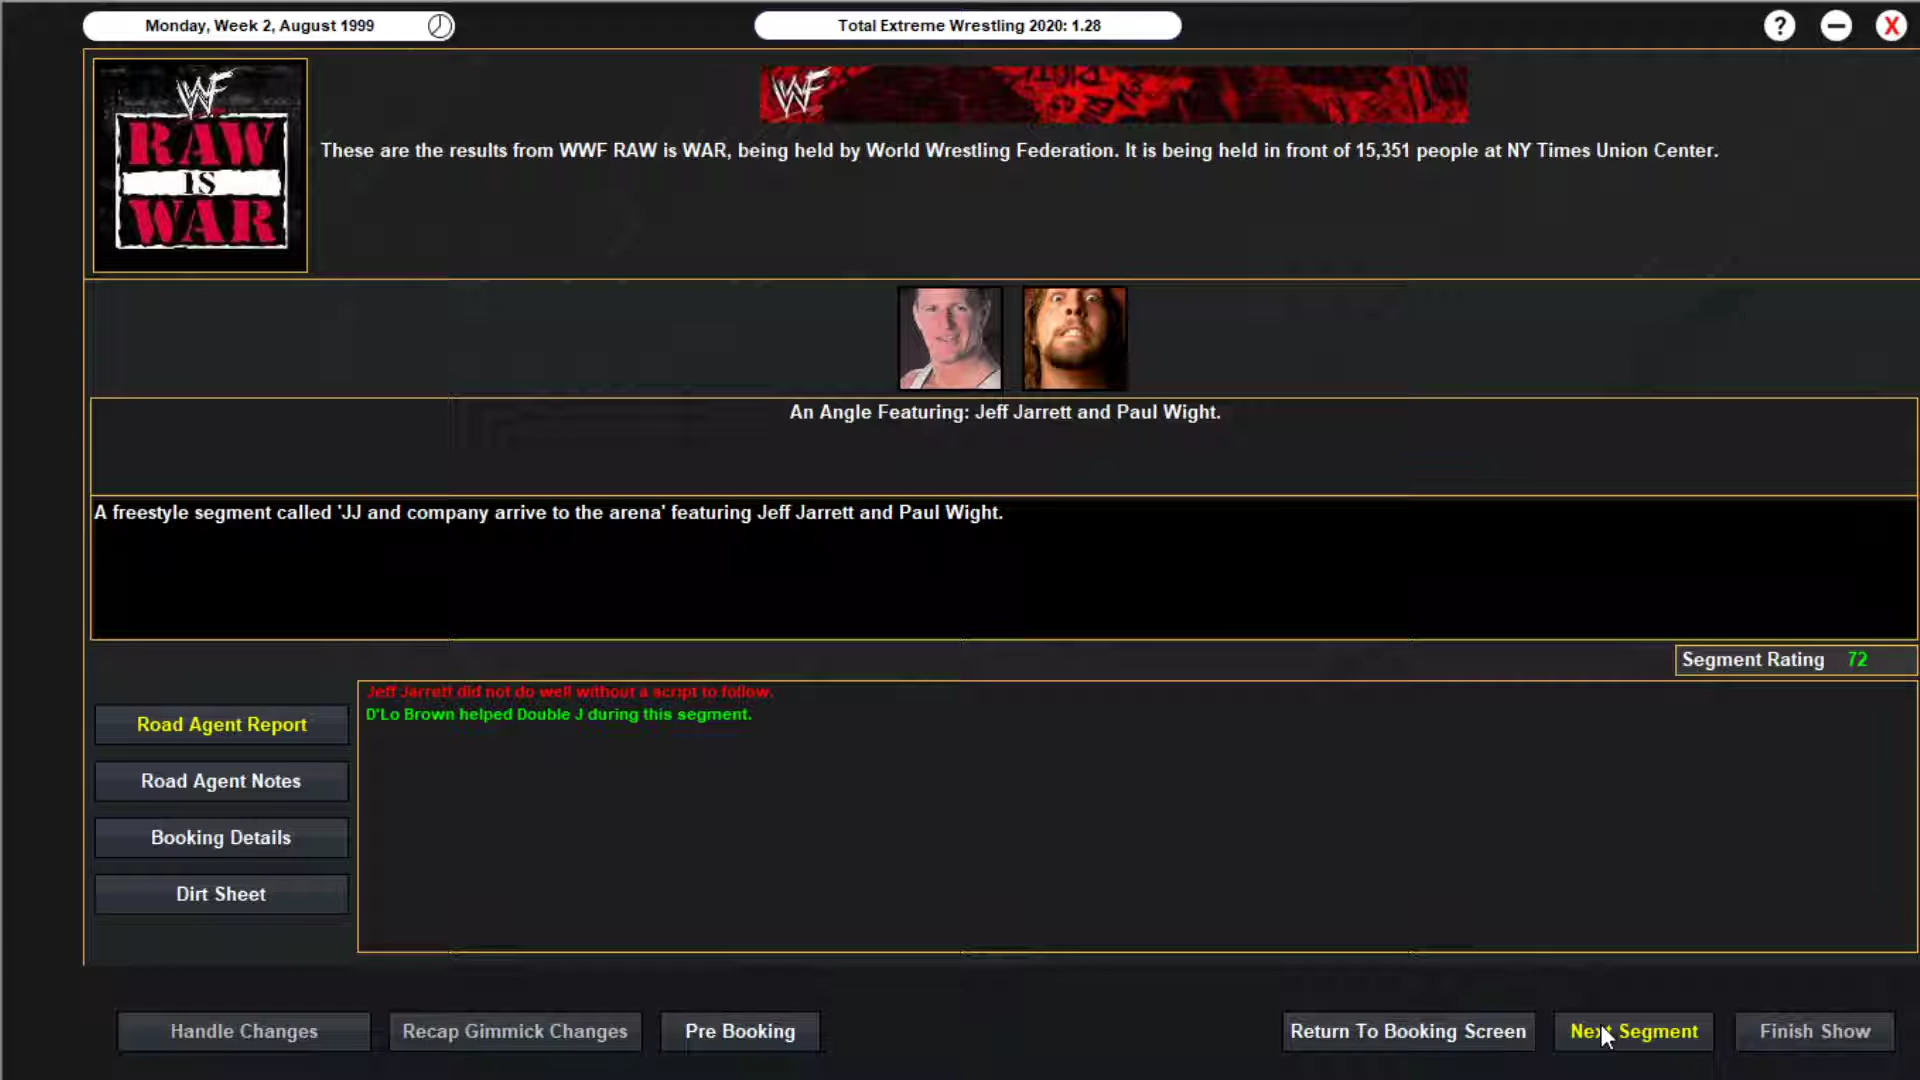 Monday, Week 2, August 1999
Total Extreme Wrestling 2020: 1.28
?
X
WF
RAW
IS
WAR
WF
These are the results from WWF RAW is WAR, being held by World Wrestling Federation. It is being held in front of 15,351 people at NY Times Union Center.
An Angle Featuring: Jeff Jarrett and Paul Wight.
A freestyle segment called 'JJ and company arrive to the arena' featuring Jeff Jarrett and Paul Wight.
Segment Rating 72
Jeff Jarrett did not do well without a script to follow.
D'Lo Brown helped Double J during this segment.
Road Agent Report
Road Agent Notes
Booking Details
Dirt Sheet
Handle Changes
Recap Gimmick Changes
Pre Booking
Return To Booking Screen
Next Segment
Finish Show